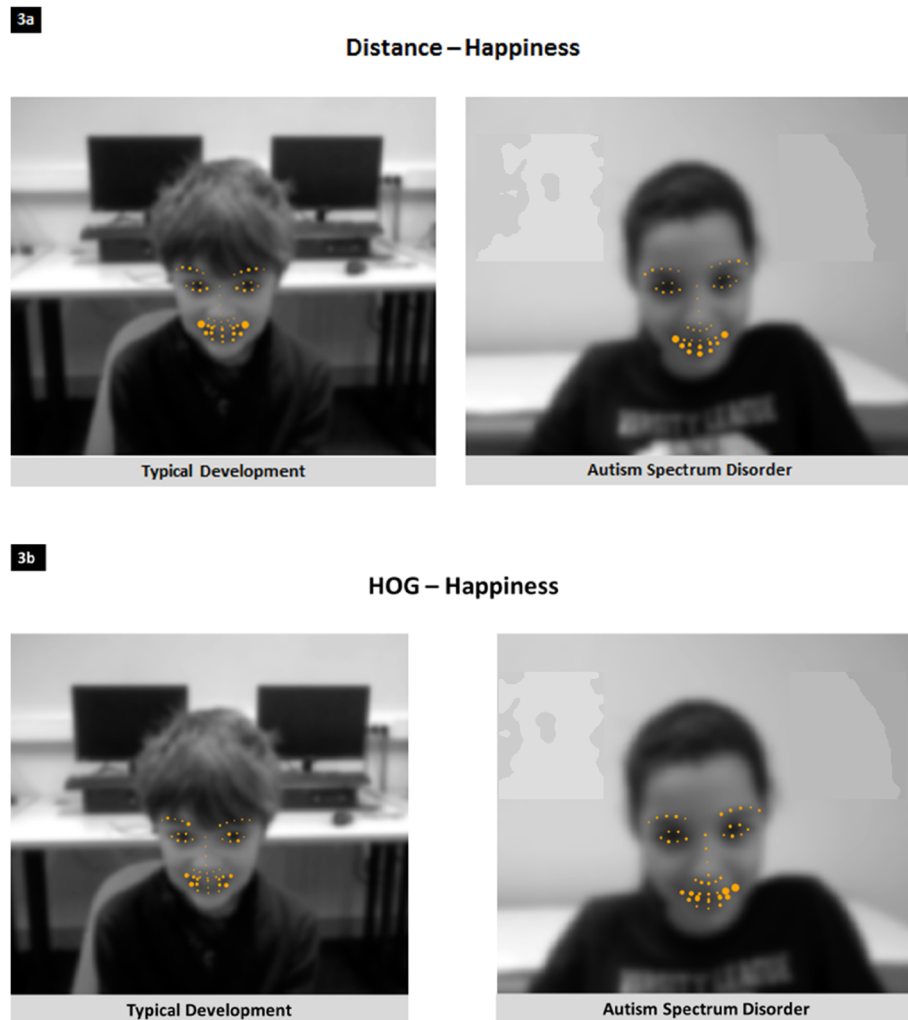 3a
Distance – Happiness
Typical Development
Autism Spectrum Disorder
3b
HOG – Happiness
Typical Development
Autism Spectrum Disorder